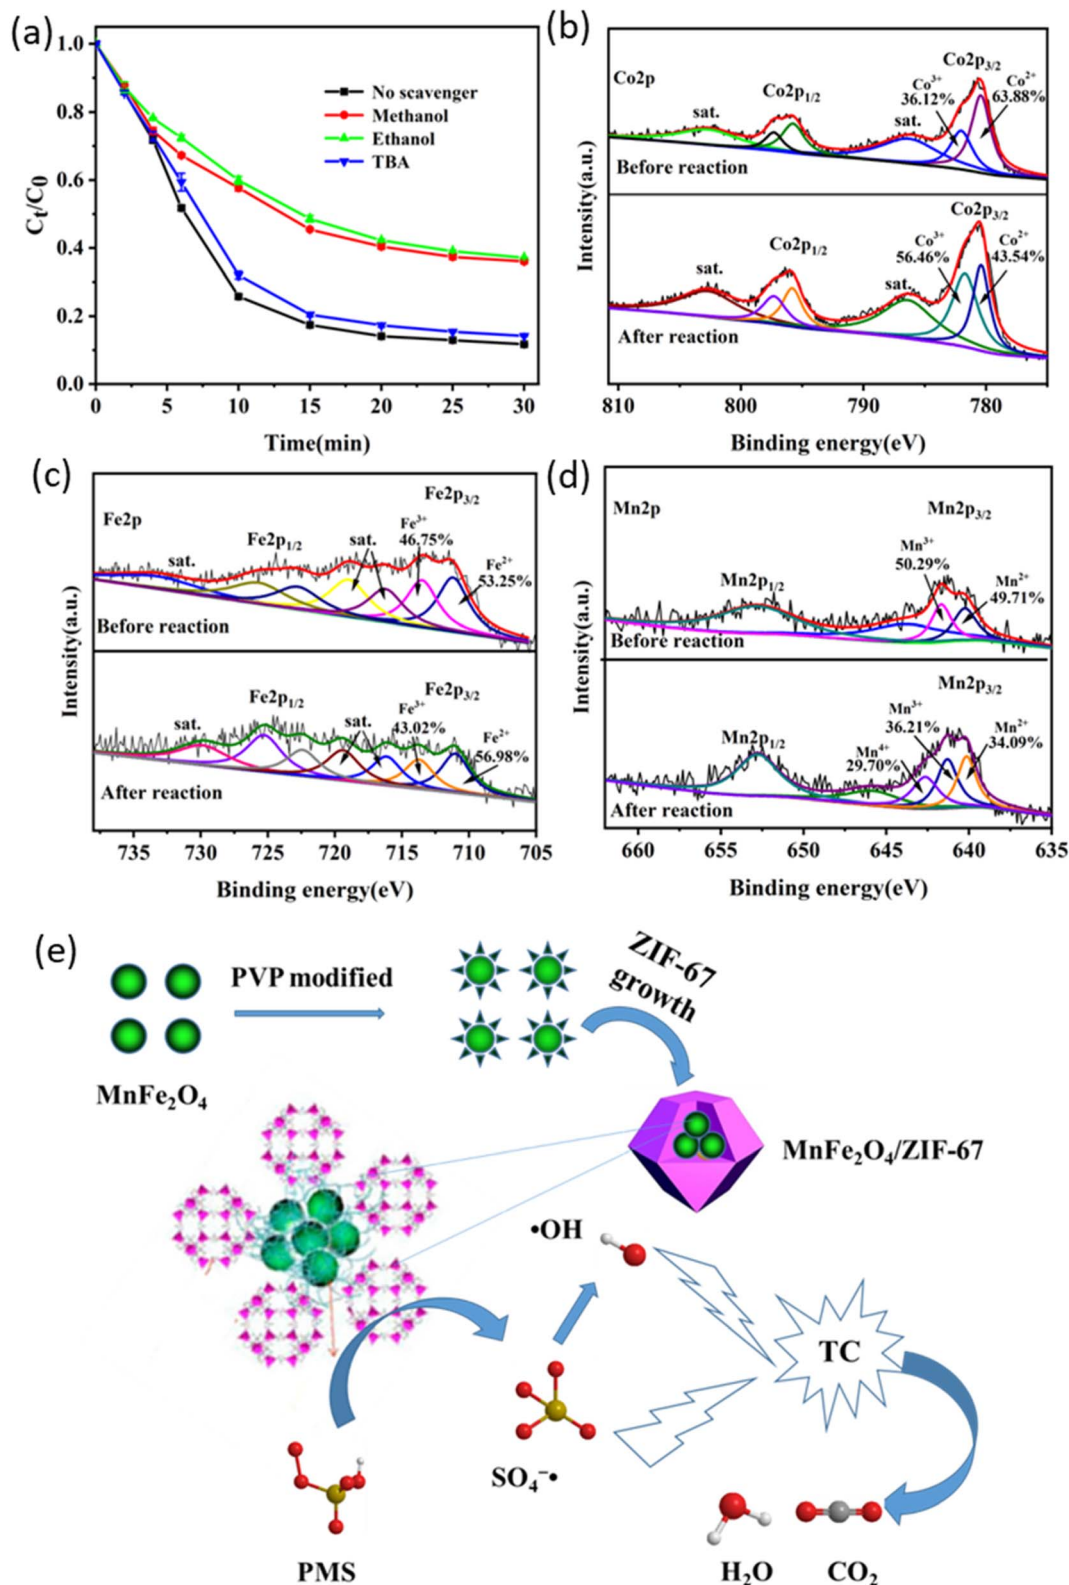 (a)
1.0
0.8
0.6
0.4
0.2
0.0
Ct/C0
No scavenger
Methanol
Ethanol
TBA
0 5 10 15 20 25 30
Time(min)
(b)
Co2p
Co2p3/2
Co3+
36.12%
Co2+
63.88%
Co2p1/2
sat.
sat.
Before reaction
Intensity(a.u.)
Co2p3/2
Co3+
56.46%
Co2+
43.54%
Co2p1/2
sat.
sat.
After reaction
810 800 790 780
Binding energy(eV)
(c)
Fe2p
Fe2p3/2
Fe3+
46.75%
Fe2p1/2
sat.
sat.
Fe2+
53.25%
Before reaction
Intensity(a.u.)
Fe2p3/2
Fe2p1/2
Fe3+
43.02%
sat.
sat.
Fe2+
56.98%
After reaction
735 730 725 720 715 710 705
Binding energy(eV)
(d)
Mn2p
Mn2p3/2
Mn3+
50.29%
Mn2p1/2
Mn2+
49.71%
Before reaction
Intensity(a.u.)
Mn2p3/2
Mn3+
36.21%
Mn2+
34.09%
Mn2p1/2
Mn4+
29.70%
After reaction
660 655 650 645 640 635
Binding energy(eV)
(e)
PVP modified
ZIF-67
growth
MnFe2O4
MnFe2O4/ZIF-67
•OH
TC
SO4−•
PMS
H2O
CO2